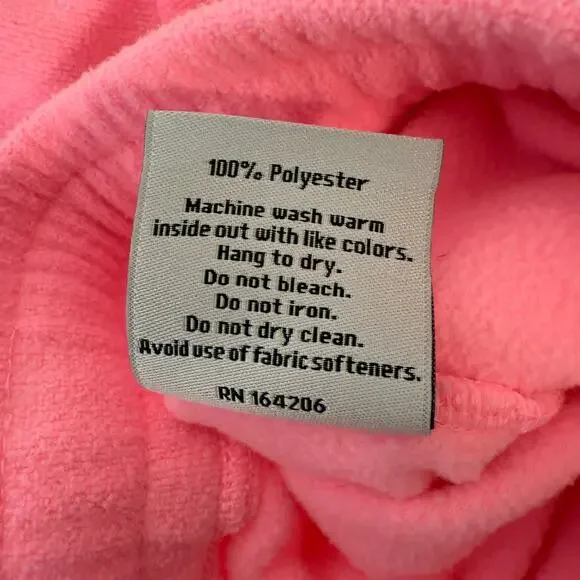 100% Polyester
Machine wash warm
inside out with like colors.
Hang to dry.
Do not bleach.
Do not iron.
Do not dry clean.
Avoid use of fabric softeners.
RN 164206